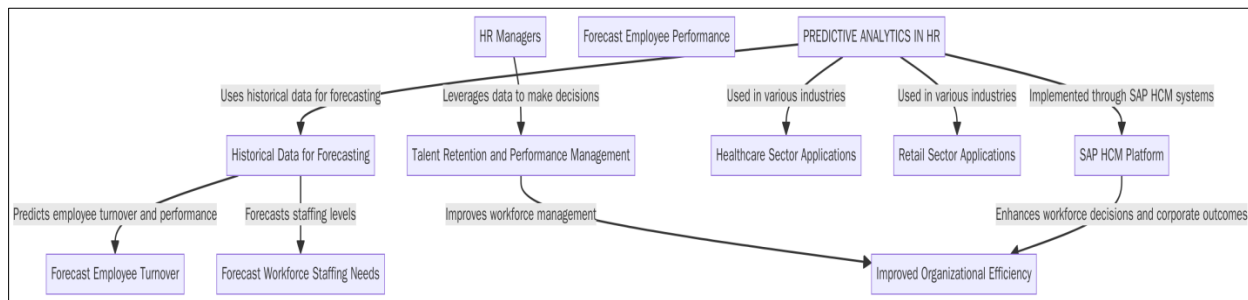 HR Managers
Forecast Employee Performance
PREDICTIVE ANALYTICS IN HR
Uses historical data for forecasting
Leverages data to make decisions
Used in various industries
Used in various industries
Implemented through SAP HCM systems
Historical Data for Forecasting
Talent Retention and Performance Management
Healthcare Sector Applications
Retail Sector Applications
SAP HCM Platform
Predicts employee turnover and performance
Forecasts staffing levels
Improves workforce management
Enhances workforce decisions and corporate outcomes
Forecast Employee Turnover
Forecast Workforce Staffing Needs
Improved Organizational Efficiency